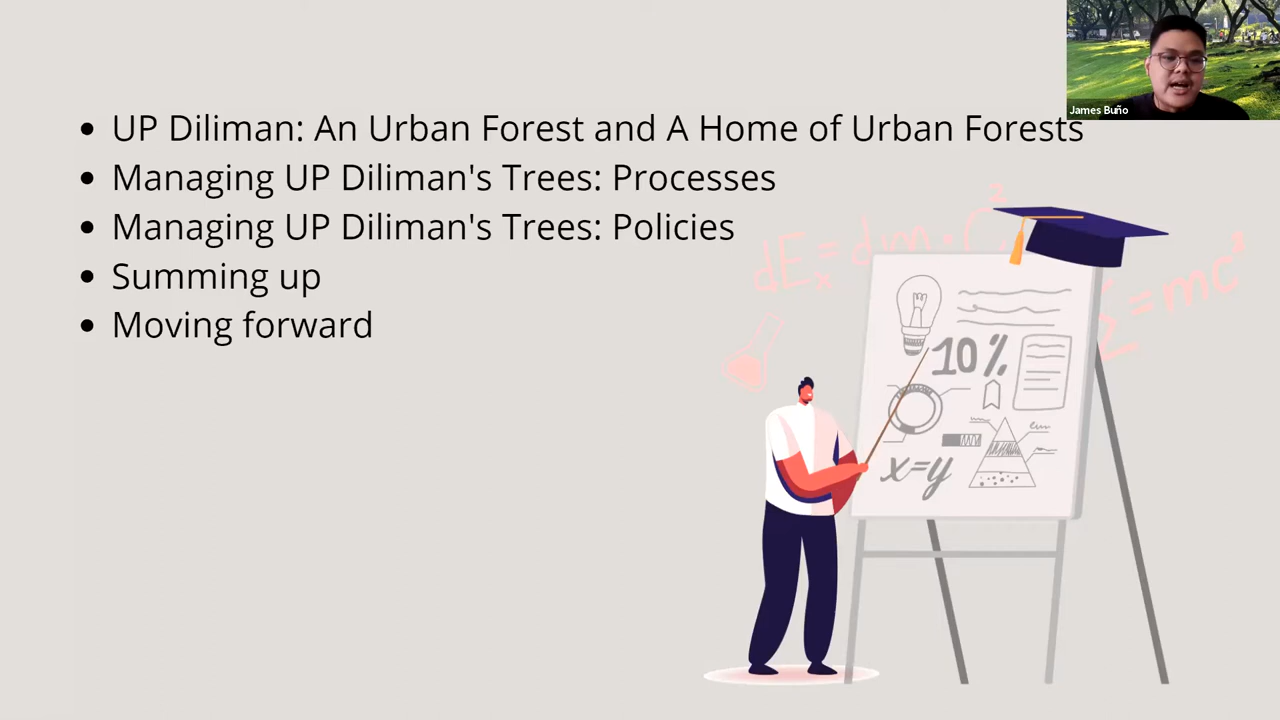 James Buño
• UP Diliman: An Urban Forest and A Home of Urban Forests
• Managing UP Diliman's Trees: Processes
• Managing UP Diliman's Trees: Policies
• Summing up
• Moving forward
10%
x=y
=mc²